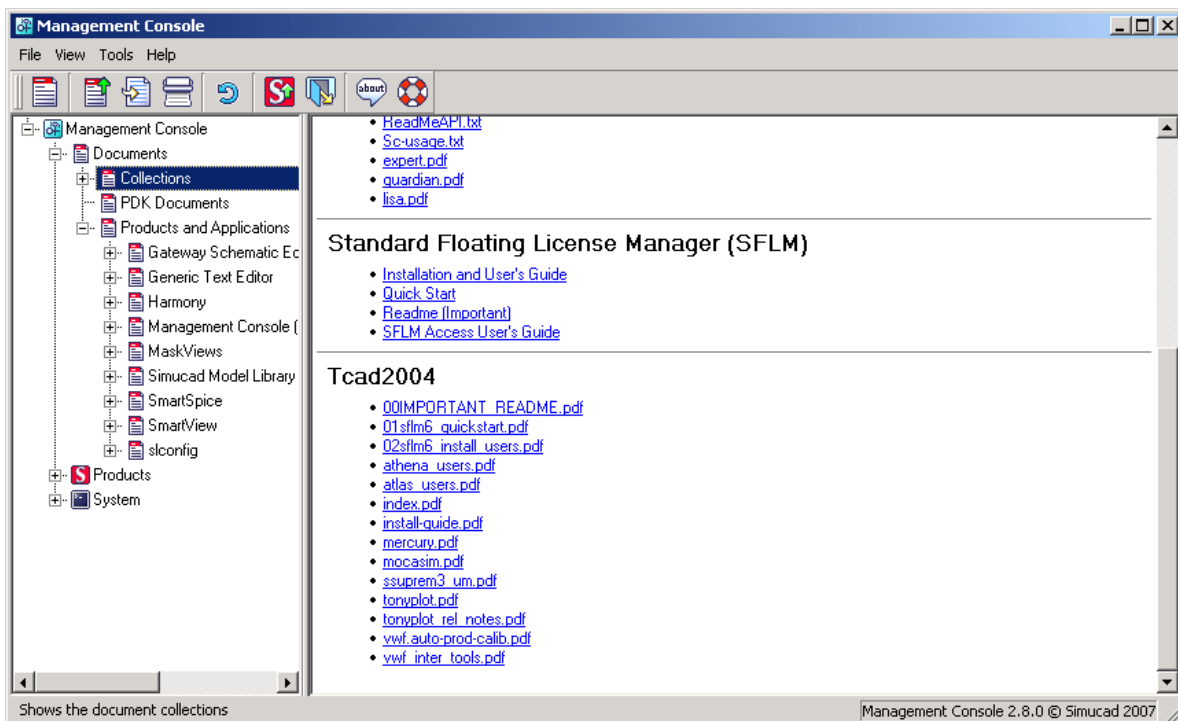 Management Console
File View Tools Help
about
Management Console
Documents
Collections
PDK Documents
Products and Applications
Gateway Schematic Ec
Generic Text Editor
Harmony
Management Console (
MaskViews
Simucad Model Library
SmartSpice
SmartView
slconfig
Products
System
ReadMeAPI.txt
Sc-usage.txt
expert.pdf
guardian.pdf
lisa.pdf
Standard Floating License Manager (SFLM)
Installation and User's Guide
Quick Start
Readme (Important)
SFLM Access User's Guide
Tcad2004
00IMPORTANT_README.pdf
01sflm6_quickstart.pdf
02sflm6_install_users.pdf
athena_users.pdf
atlas_users.pdf
index.pdf
install-guide.pdf
mercury.pdf
mocasim.pdf
ssuprem3_um.pdf
tonyplot.pdf
tonyplot_rel_notes.pdf
vwf.auto-prod-calib.pdf
vwf_inter_tools.pdf
Shows the document collections
Management Console 2.8.0 © Simucad 2007